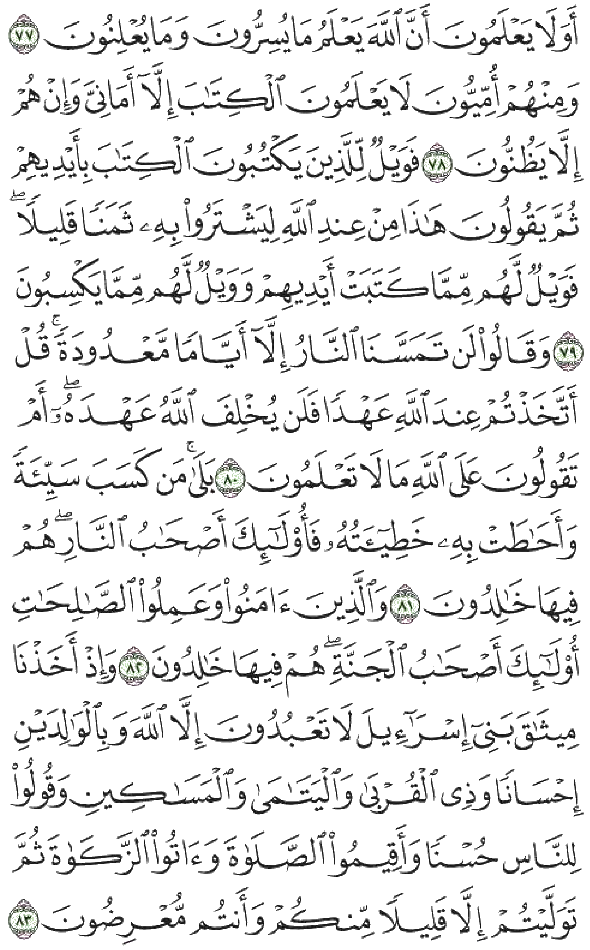 أَوَلَا يَعْلَمُونَ أَنَّ ٱللَّهَ يَعْلَمُ مَا يُسِرُّونَ وَمَا يُعْلِنُونَ ٧٧
وَمِنْهُمْ أُمِّيُّونَ لَا يَعْلَمُونَ ٱلْكِتَٰبَ إِلَّآ أَمَانِىَّ وَإِنْ هُمْ
إِلَّا يَظُنُّونَ ٧٨ فَوَيْلٌ لِّلَّذِينَ يَكْتُبُونَ ٱلْكِتَٰبَ بِأَيْدِيهِمْ
ثُمَّ يَقُولُونَ هَٰذَا مِنْ عِندِ ٱللَّهِ لِيَشْتَرُوا۟ بِهِۦ ثَمَنًا قَلِيلًا ۖ
فَوَيْلٌ لَّهُم مِّمَّا كَتَبَتْ أَيْدِيهِمْ وَوَيْلٌ لَّهُم مِّمَّا يَكْسِبُونَ
٧٩ وَقَالُوا۟ لَن تَمَسَّنَا ٱلنَّارُ إِلَّآ أَيَّامًا مَّعْدُودَةً ۚ قُلْ
أَتَّخَذْتُمْ عِندَ ٱللَّهِ عَهْدًا فَلَن يُخْلِفَ ٱللَّهُ عَهْدَهُۥٓ ۖ أَمْ
تَقُولُونَ عَلَى ٱللَّهِ مَا لَا تَعْلَمُونَ ٨٠ بَلَىٰ ۚ مَن كَسَبَ سَيِّئَةً
وَأَحَٰطَتْ بِهِۦ خَطِيٓـَٔتُهُۥ فَأُو۟لَٰٓئِكَ أَصْحَٰبُ ٱلنَّارِ ۖ هُمْ
فِيهَا خَٰلِدُونَ ٨١ وَٱلَّذِينَ ءَامَنُوا۟ وَعَمِلُوا۟ ٱلصَّٰلِحَٰتِ
أُو۟لَٰٓئِكَ أَصْحَٰبُ ٱلْجَنَّةِ ۖ هُمْ فِيهَا خَٰلِدُونَ ٨٢ وَإِذْ أَخَذْنَا
مِيثَٰقَ بَنِىٓ إِسْرَٰٓءِيلَ لَا تَعْبُدُونَ إِلَّا ٱللَّهَ وَبِٱلْوَٰلِدَيْنِ
إِحْسَانًا وَذِى ٱلْقُرْبَىٰ وَٱلْيَتَٰمَىٰ وَٱلْمَسَٰكِينِ وَقُولُوا۟
لِلنَّاسِ حُسْنًا وَأَقِيمُوا۟ ٱلصَّلَوٰةَ وَءَاتُوا۟ ٱلزَّكَوٰةَ ثُمَّ
تَوَلَّيْتُمْ إِلَّا قَلِيلًا مِّنكُمْ وَأَنتُم مُّعْرِضُونَ ٨٣